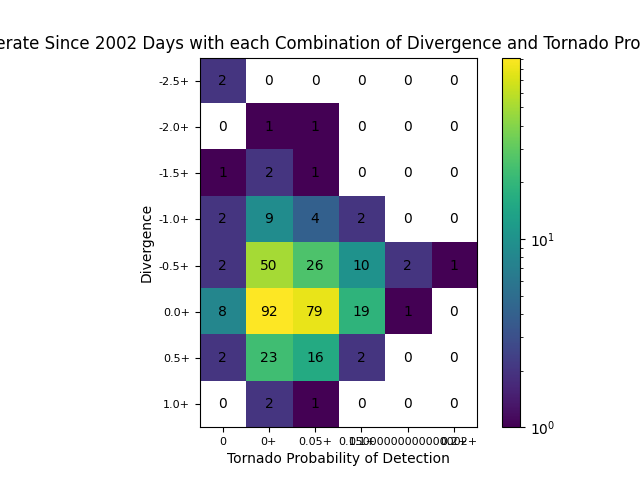 erate Since 2002 Days with each Combination of Divergence and Tornado Pro
-2.5+ 2 0 0 0 0 0
-2.0+ 0 1 1 0 0 0
-1.5+ 1 2 1 0 0 0
-1.0+ 2 9 4 2 0 0
-0.5+ 2 50 26 10 2 1
0.0+ 8 92 79 19 1 0
0.5+ 2 23 16 2 0 0
1.0+ 0 2 1 0 0 0
0 0+ 0.05+
Divergence
Tornado Probability of Detection
10¹
10⁰